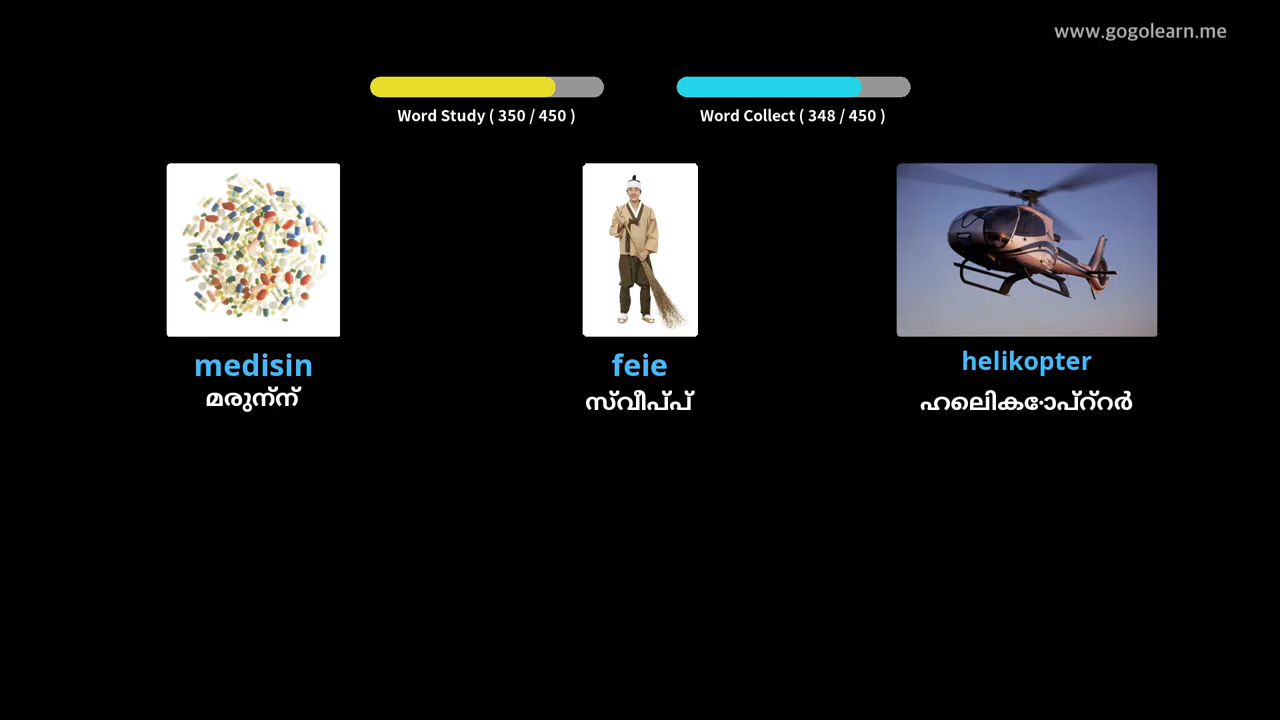 www.gogolearn.me
Word Study ( 350 / 450 )
Word Collect ( 348 / 450 )
medisin
മരുന്ന്
feie
സ്വീപ്പ്
helikopter
ഹലെികോപ്റ്റർ